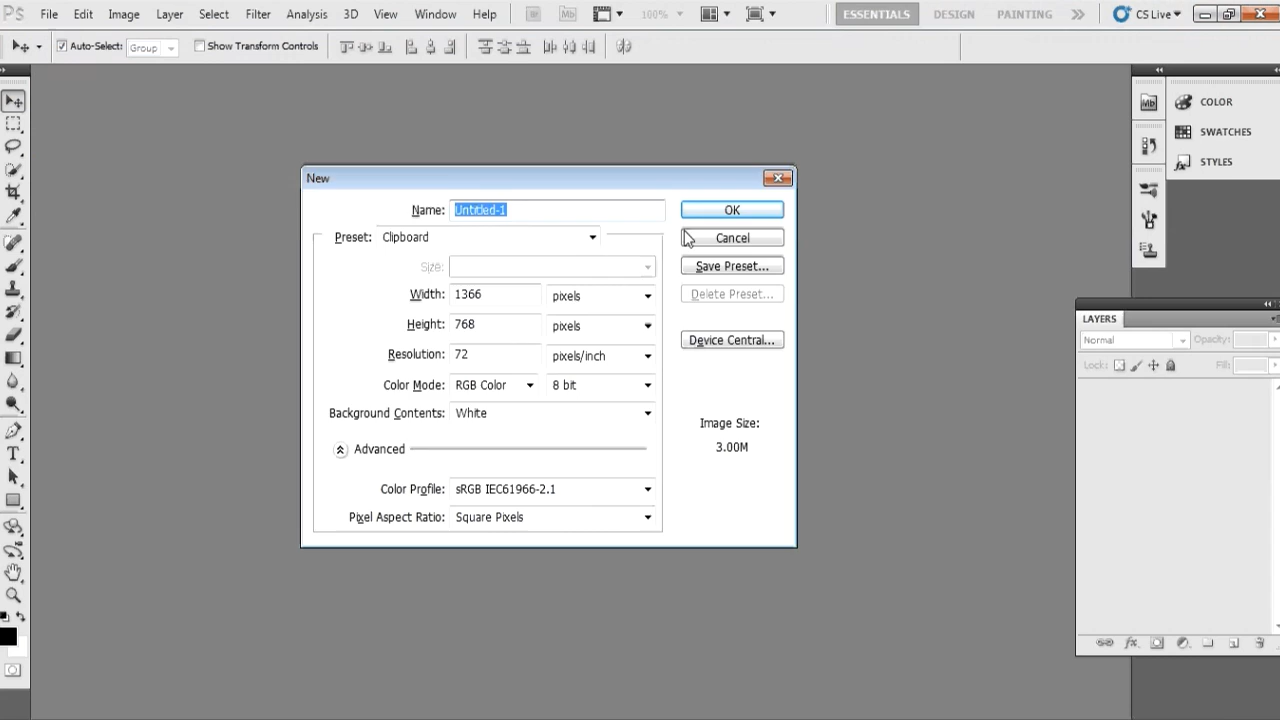 PS File Edit Image Layer Select Filter Analysis 3D View Window Help Br Mb 100% ESSENTIALS DESIGN PAINTING CS Live
Auto-Select: Group Show Transform Controls
Mb COLOR
SWATCHES
STYLES
New
Name: Untitled-1 OK
Preset: Clipboard Cancel
Size: Save Preset...
Width: 1366 pixels Delete Preset...
Height: 768 pixels
Resolution: 72 pixels/inch Device Central...
Color Mode: RGB Color 8 bit
Background Contents: White
Image Size:
3.00M
Advanced
Color Profile: sRGB IEC61966-2.1
Pixel Aspect Ratio: Square Pixels
LAYERS
Normal Opacity:
Lock: Fill: